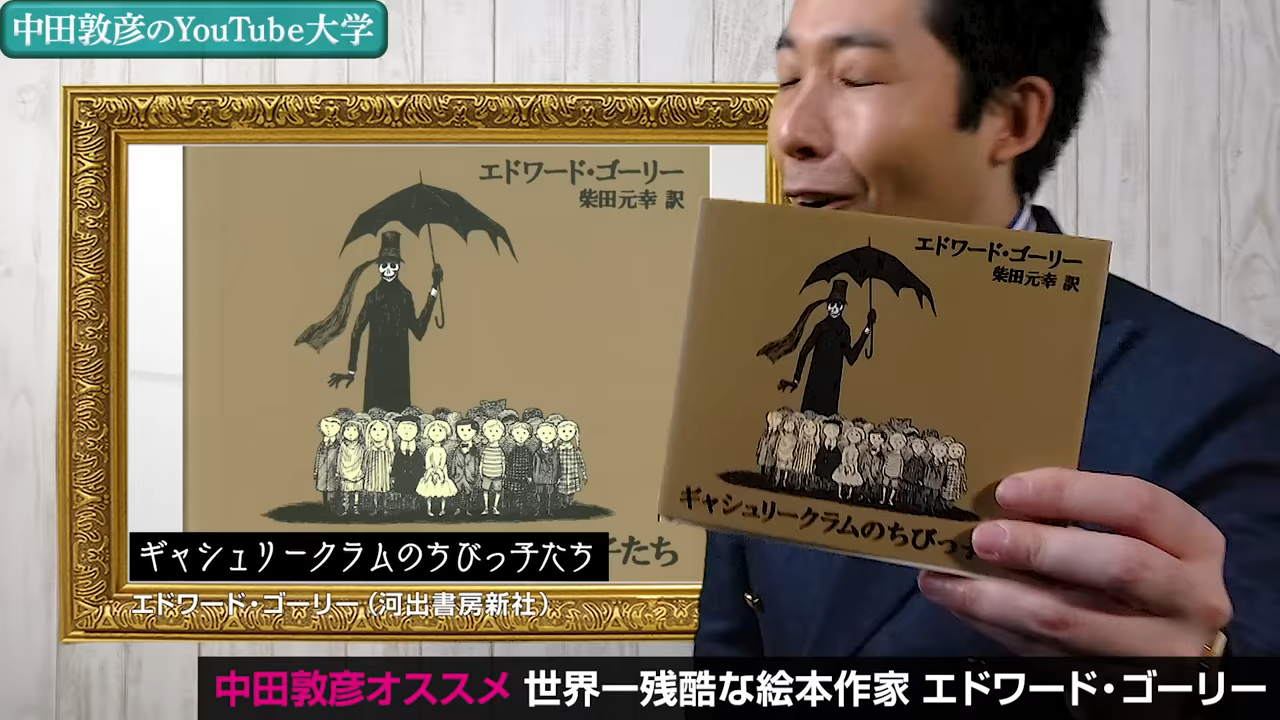 中田敦彦のYouTube大学
エドワード・ゴーリー
柴田元幸 訳
エドワード・ゴーリー
柴田元幸 訳
ギャシュリークラムのちびっ子
ギャシュリークラムのちびっ子たち
子たち
エドワード・ゴーリー（河出書房新社）
中田敦彦オススメ 世界一残酷な絵本作家 エドワード・ゴーリー